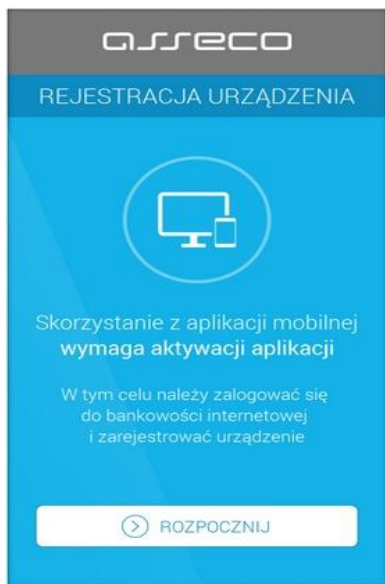 asseco
REJESTRACJA URZĄDZENIA
Skorzystanie z aplikacji mobilnej
wymaga aktywacji aplikacji
W tym celu należy zalogować się
do bankowości internetowej
i zarejestrować urządzenie
ROZPOCZNIJ